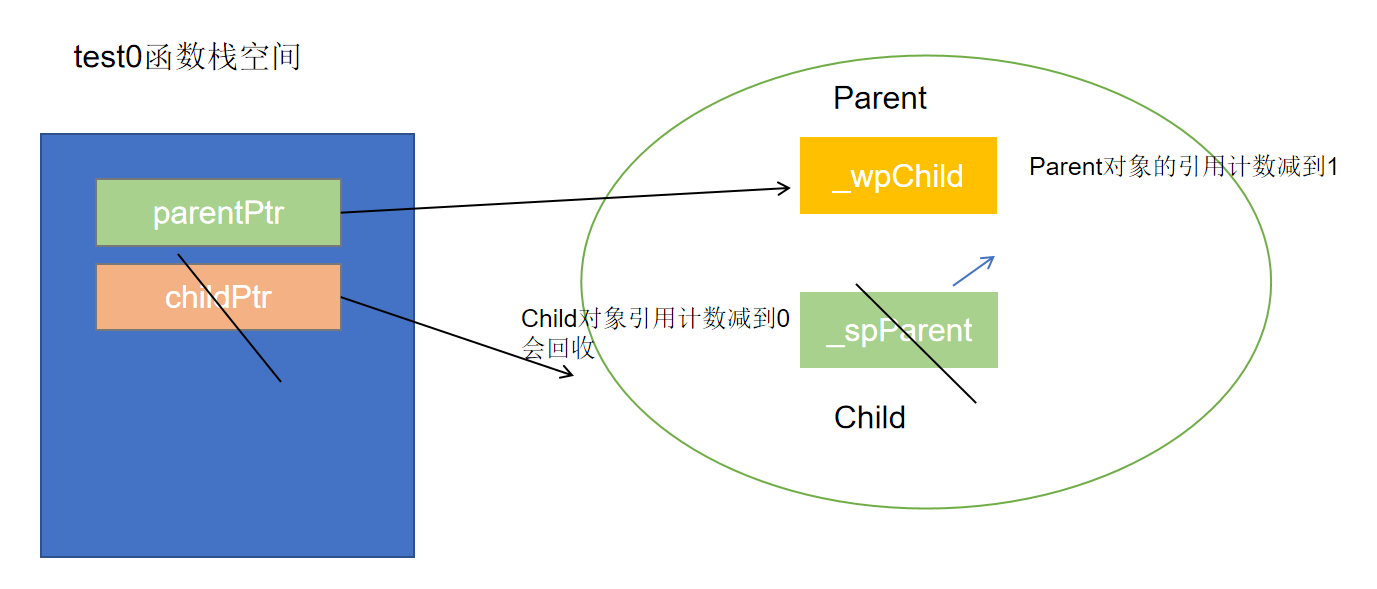 test0函数栈空间
Parent
_wpChild
Parent对象的引用计数减到1
parentPtr
childPtr
Child对象引用计数减到0
会回收
_spParent
Child